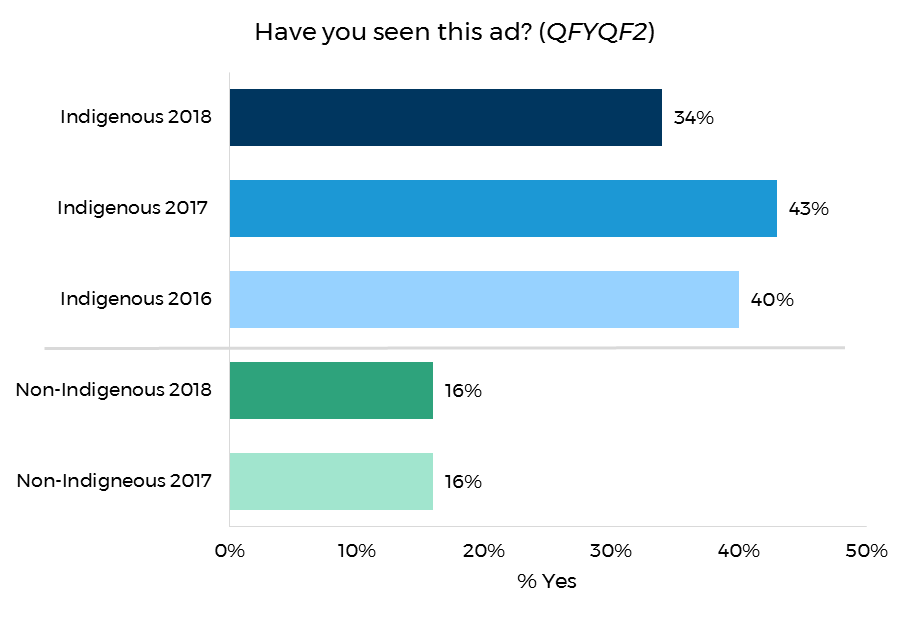 Have you seen this ad? (QFYQF2)
Indigenous 2018
34%
Indigenous 2017
43%
Indigenous 2016
40%
Non-Indigenous 2018
16%
Non-Indigneous 2017
16%
0% 10% 20% 30% 40% 50%
% Yes